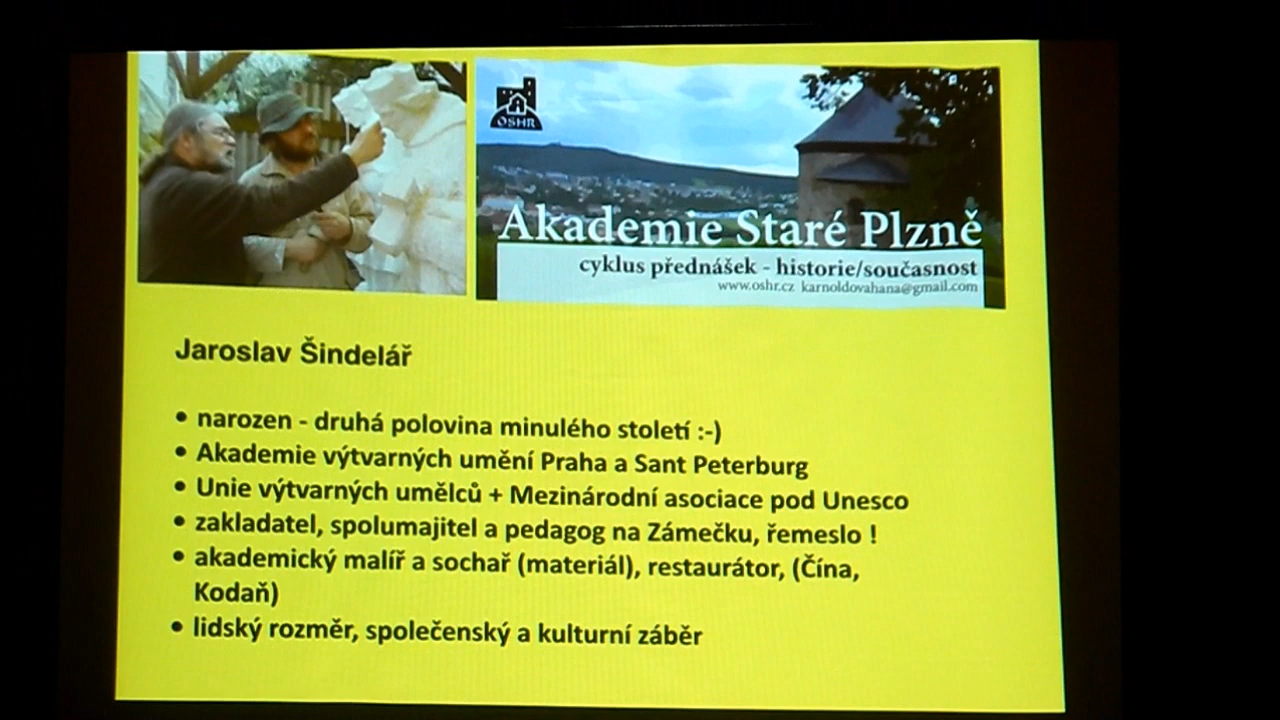 OSHR
Akademie Staré Plzně
cyklus přednášek - historie/současnost
www.oshr.cz karnoldovahana@gmail.com
Jaroslav Šindelář
• narozen - druhá polovina minulého století :-)
• Akademie výtvarných umění Praha a Sant Peterburg
• Unie výtvarných umělců + Mezinárodní asociace pod Unesco
• zakladatel, spolumajitel a pedagog na Zámečku, řemeslo !
• akademický malíř a sochař (materiál), restaurátor, (Čína,
Kodaň)
• lidský rozměr, společenský a kulturní záběr